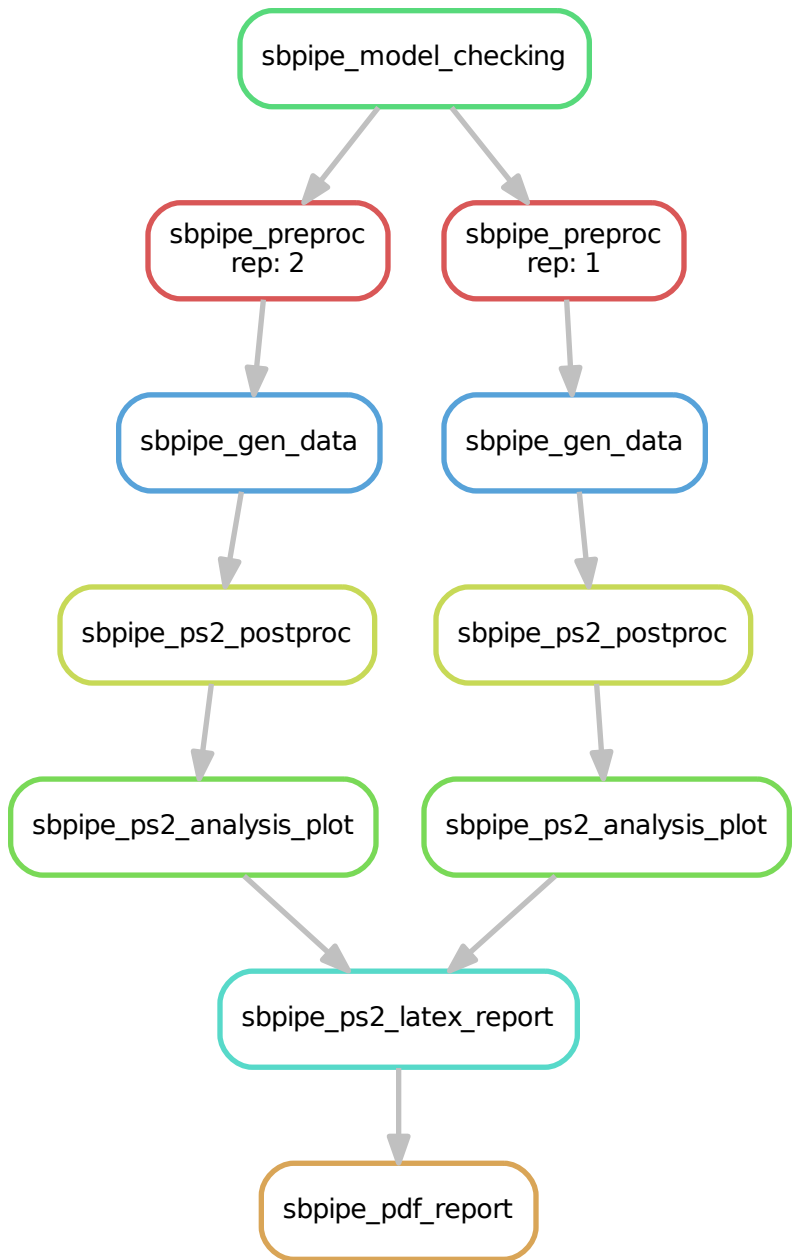 sbpipe_model_checking
sbpipe_preproc
rep: 2
sbpipe_preproc
rep: 1
sbpipe_gen_data
sbpipe_gen_data
sbpipe_ps2_postproc
sbpipe_ps2_postproc
sbpipe_ps2_analysis_plot
sbpipe_ps2_analysis_plot
sbpipe_ps2_latex_report
sbpipe_pdf_report